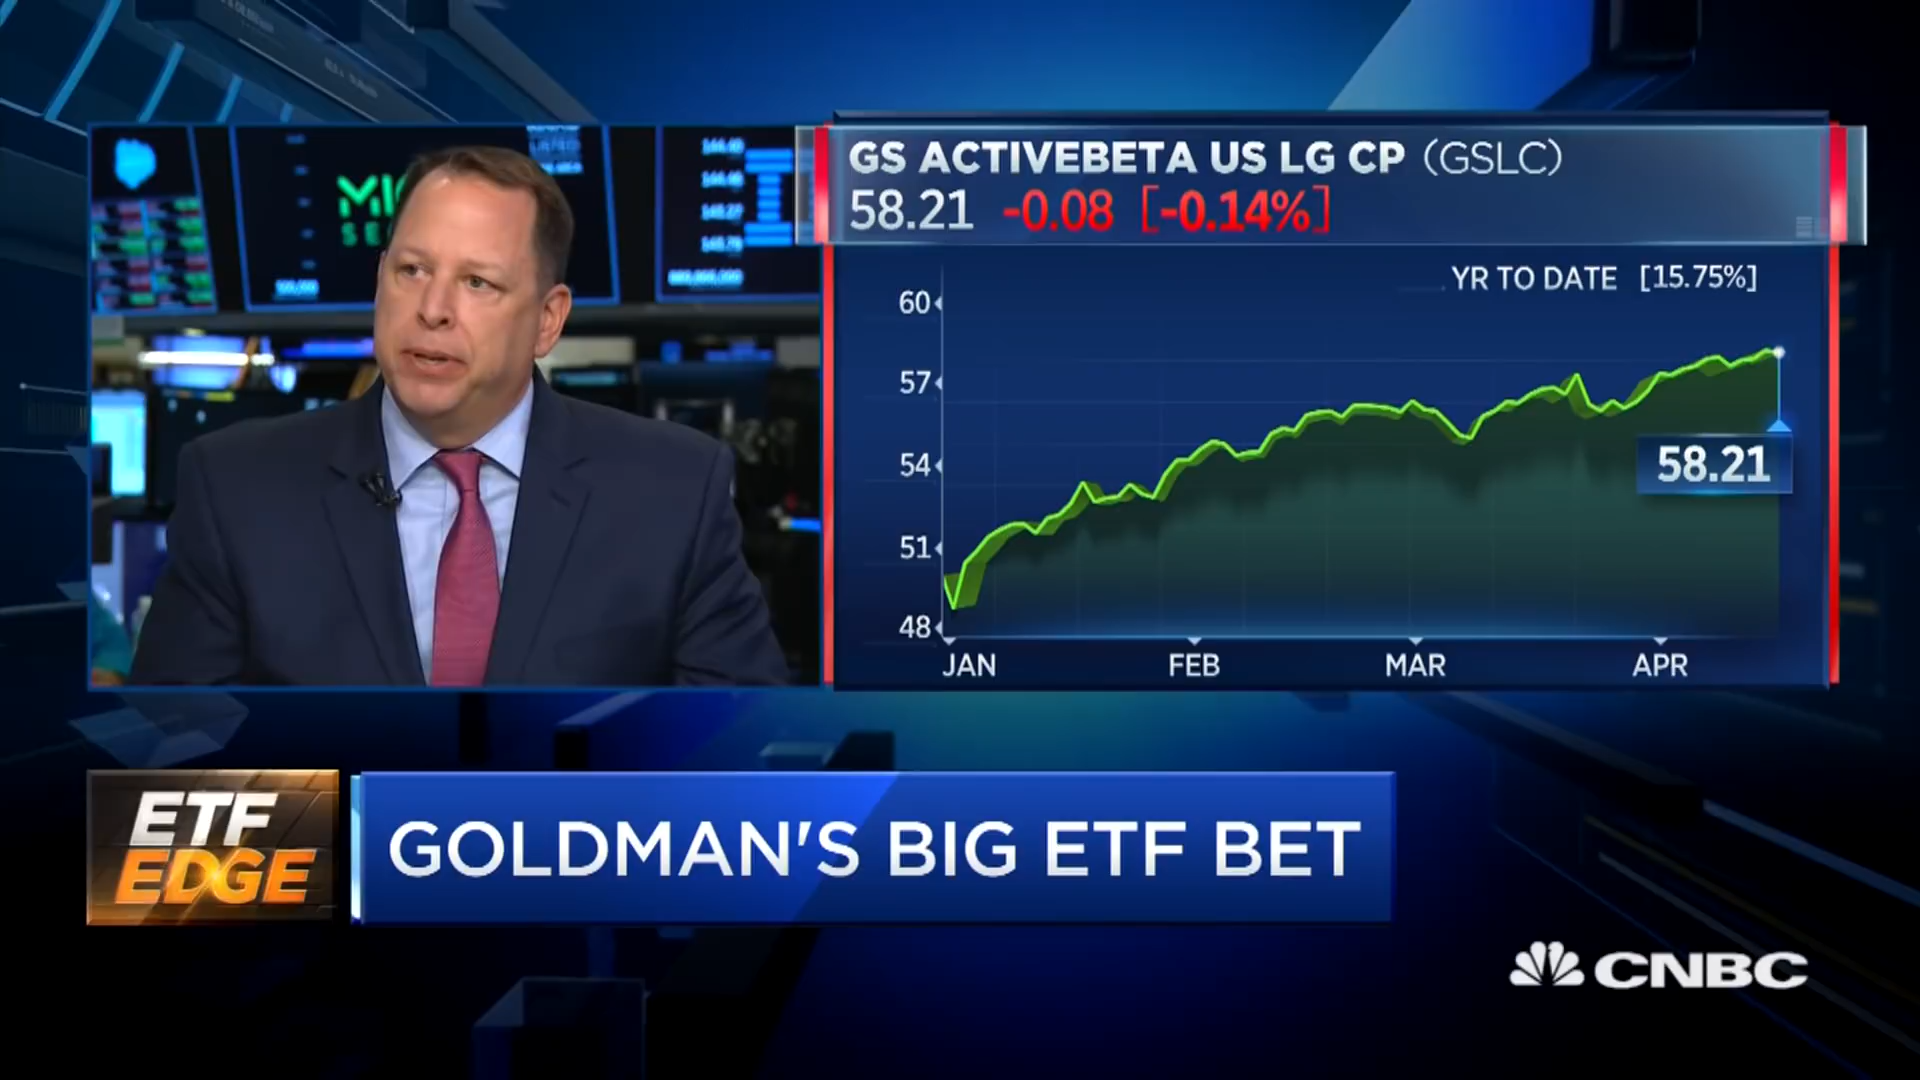 GS ACTIVEBETA US LG CP (GSLC)
58.21 -0.08 [-0.14%]
YR TO DATE [15.75%]
60
57
54
51
48
58.21
JAN FEB MAR APR
ETF
EDGE
GOLDMAN'S BIG ETF BET
CNBC